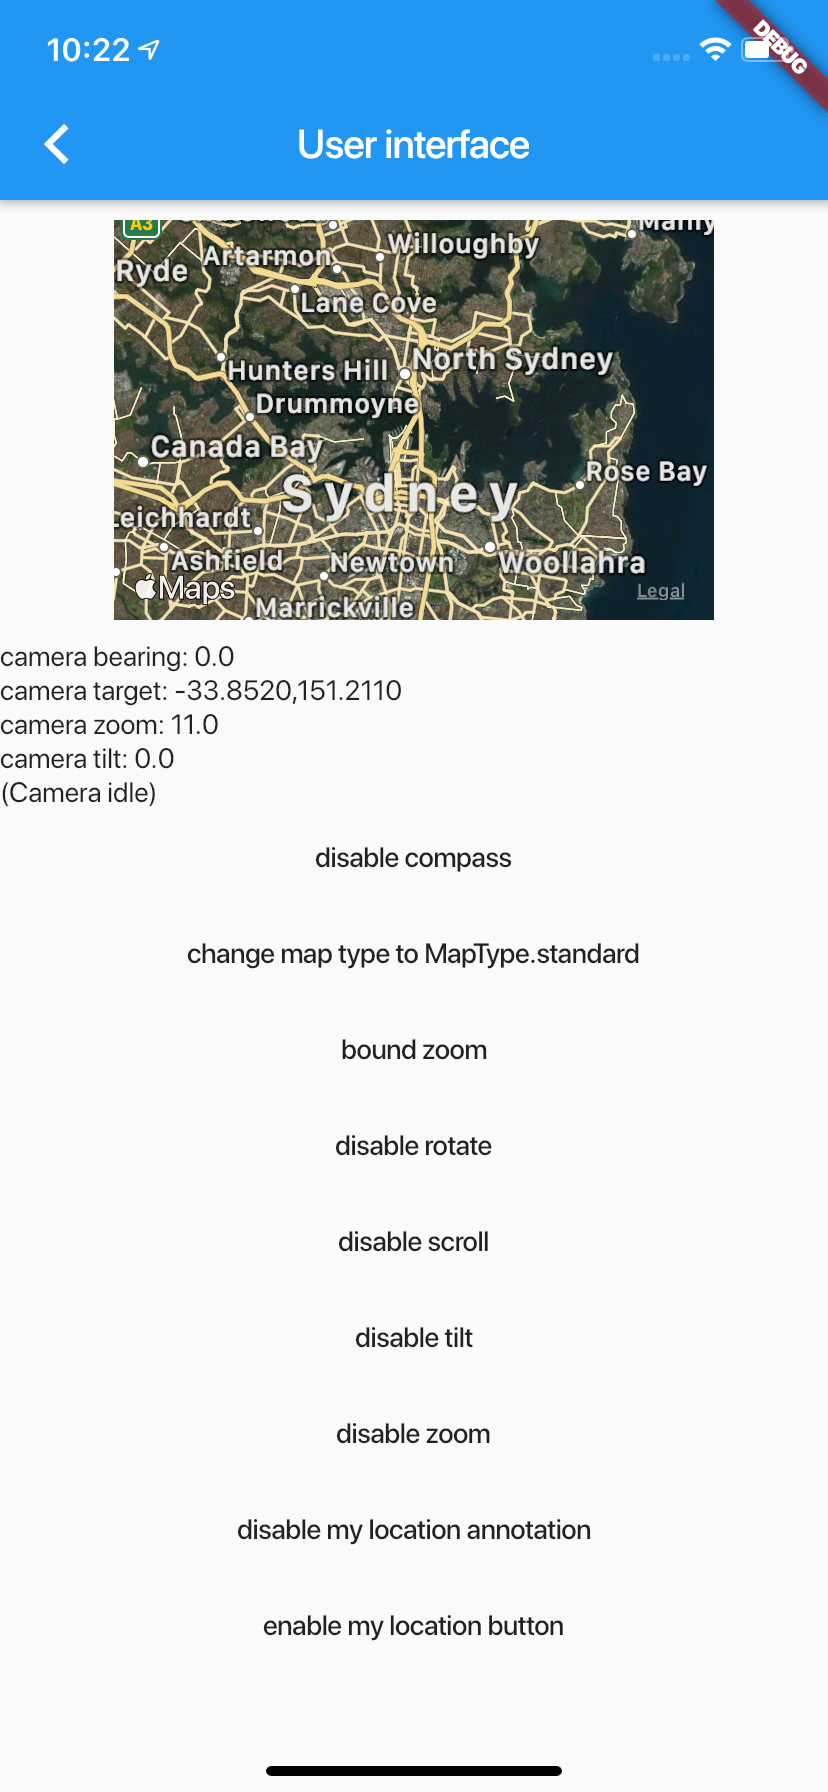 10:22
DEBUG
User interface
A3
Manly
Willoughby
Artarmon
Ryde
Lane Cove
North Sydney
Hunters Hill
Drummoyne
Canada Bay
Rose Bay
Sydney
Leichhardt
Ashfield
Newtown
Woollahra
Maps
Legal
Marrickville
camera bearing: 0.0
camera target: -33.8520,151.2110
camera zoom: 11.0
camera tilt: 0.0
(Camera idle)
disable compass
change map type to MapType.standard
bound zoom
disable rotate
disable scroll
disable tilt
disable zoom
disable my location annotation
enable my location button